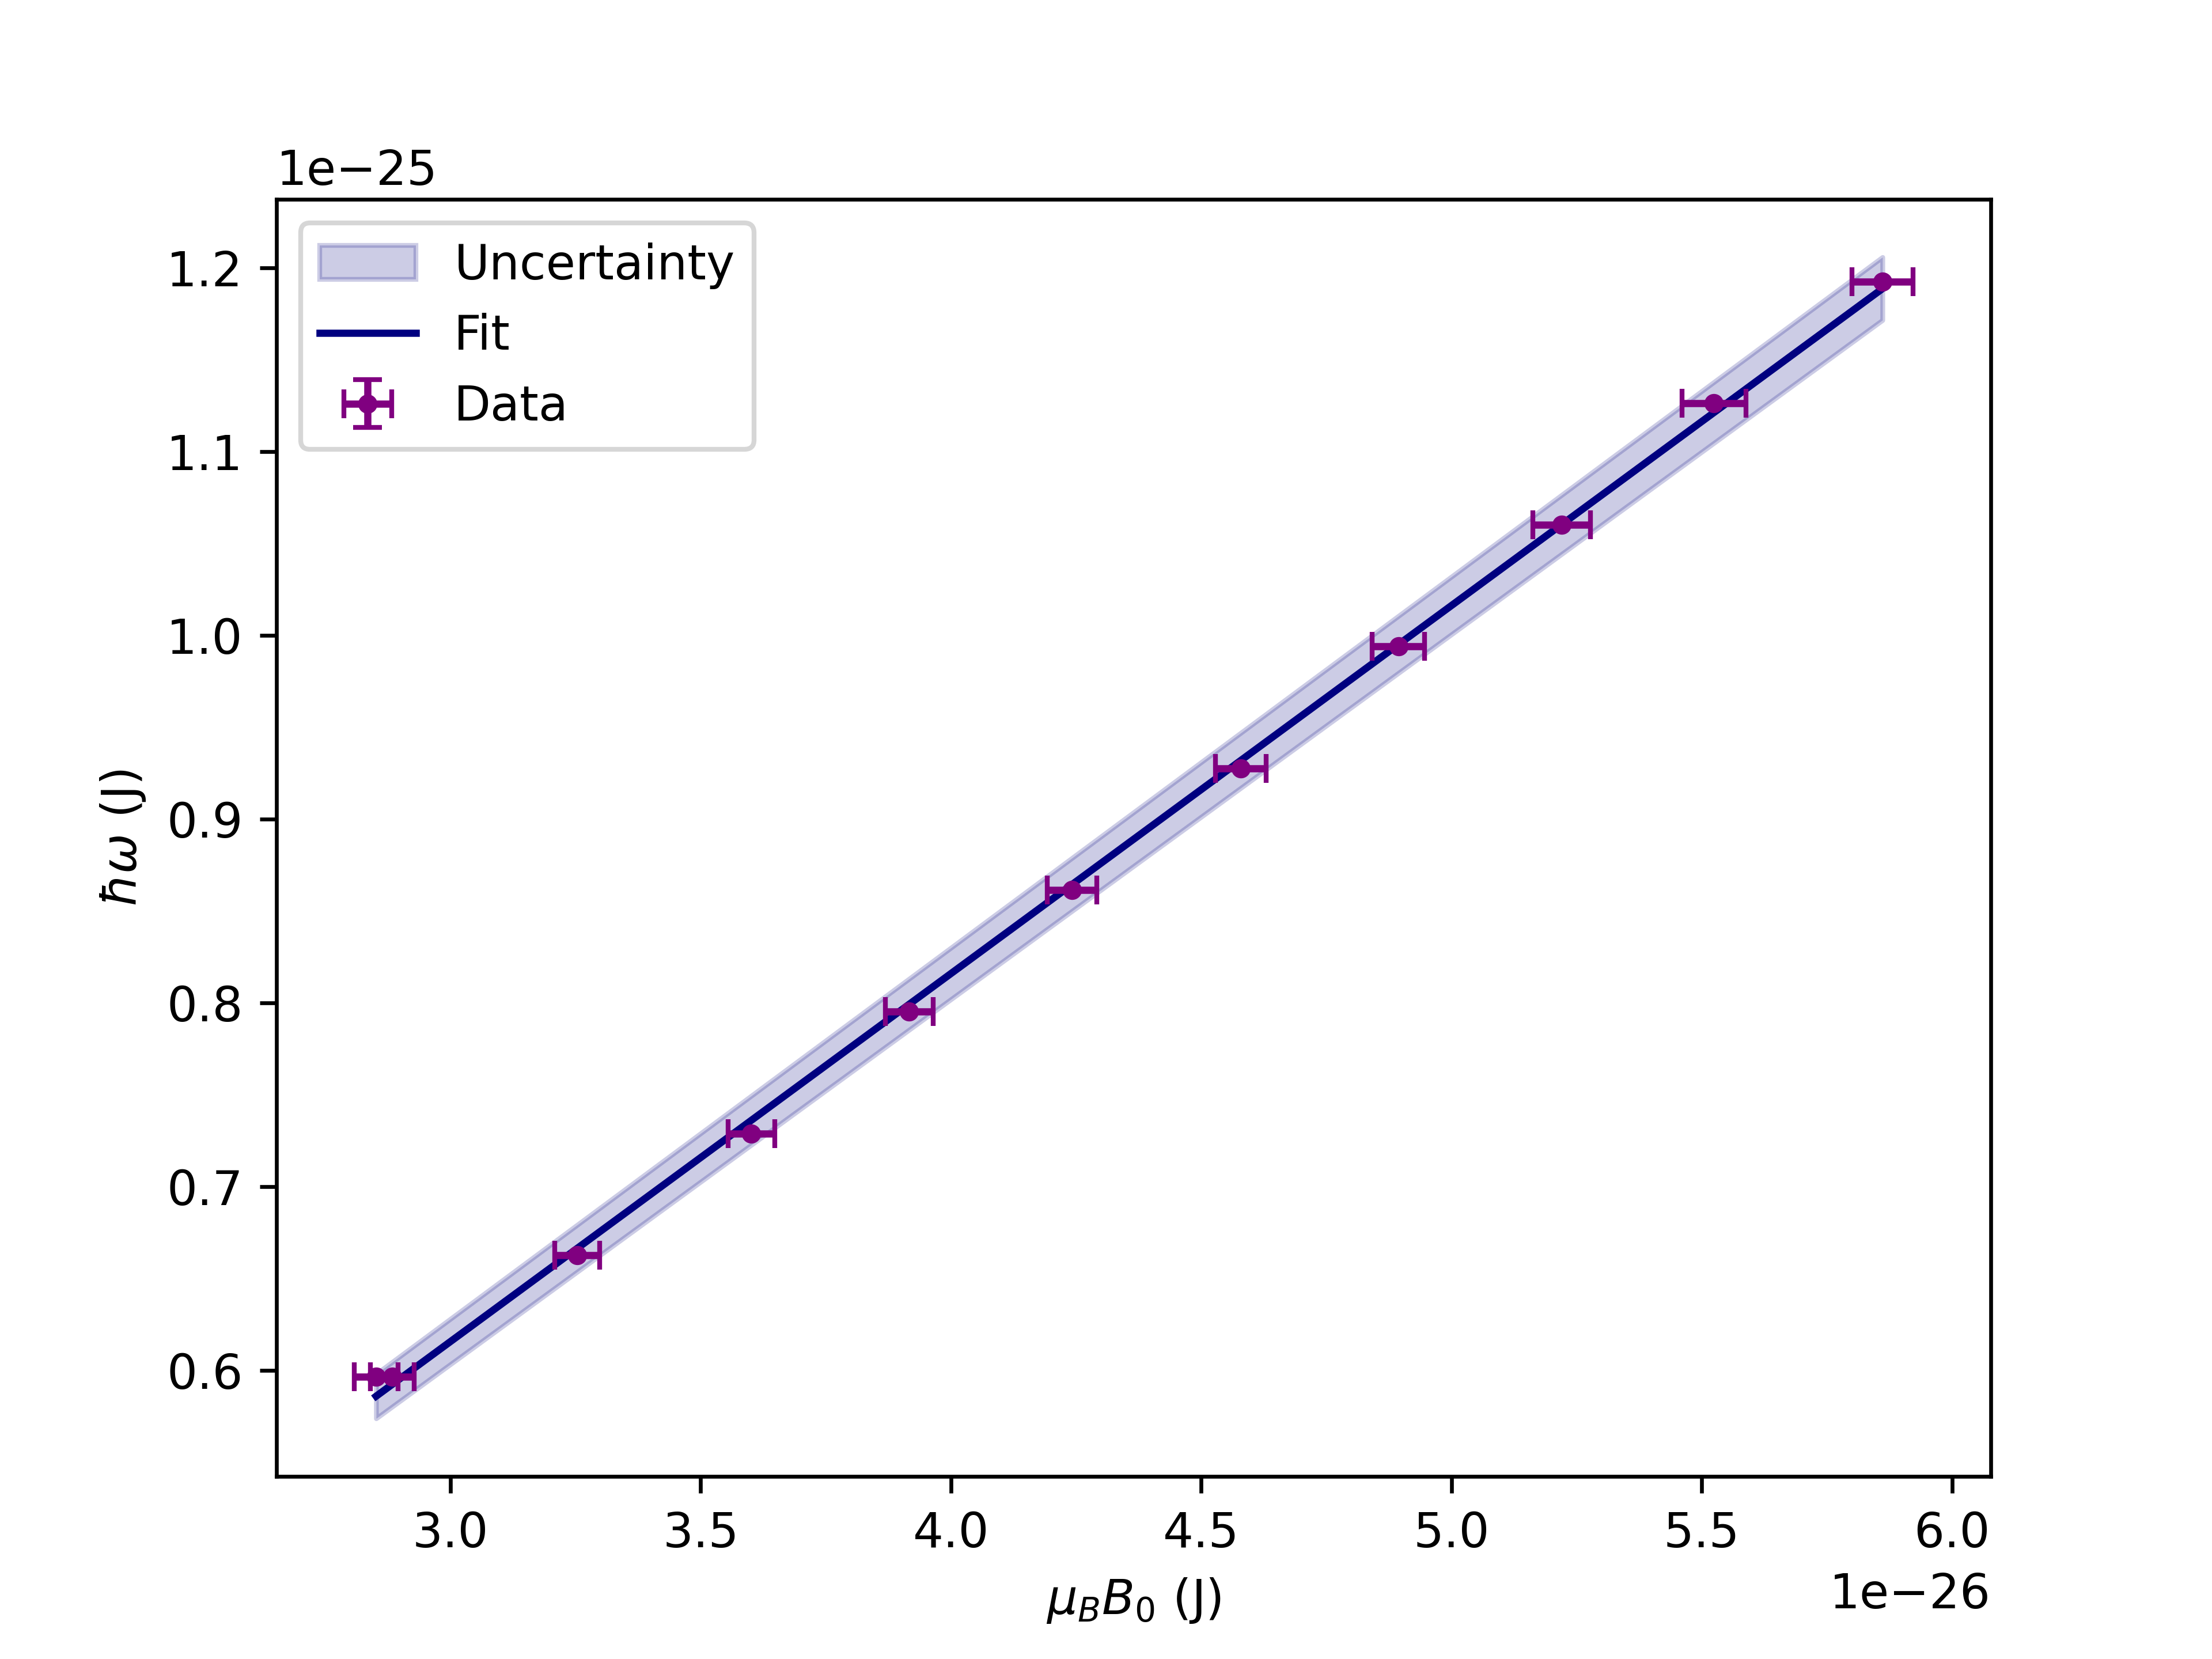 1e−25
Uncertainty
Fit
Data
1.2
1.1
1.0
0.9
0.8
0.7
0.6
ħω (J)
3.0 3.5 4.0 4.5 5.0 5.5 6.0
1e−26
μ_B B_0 (J)